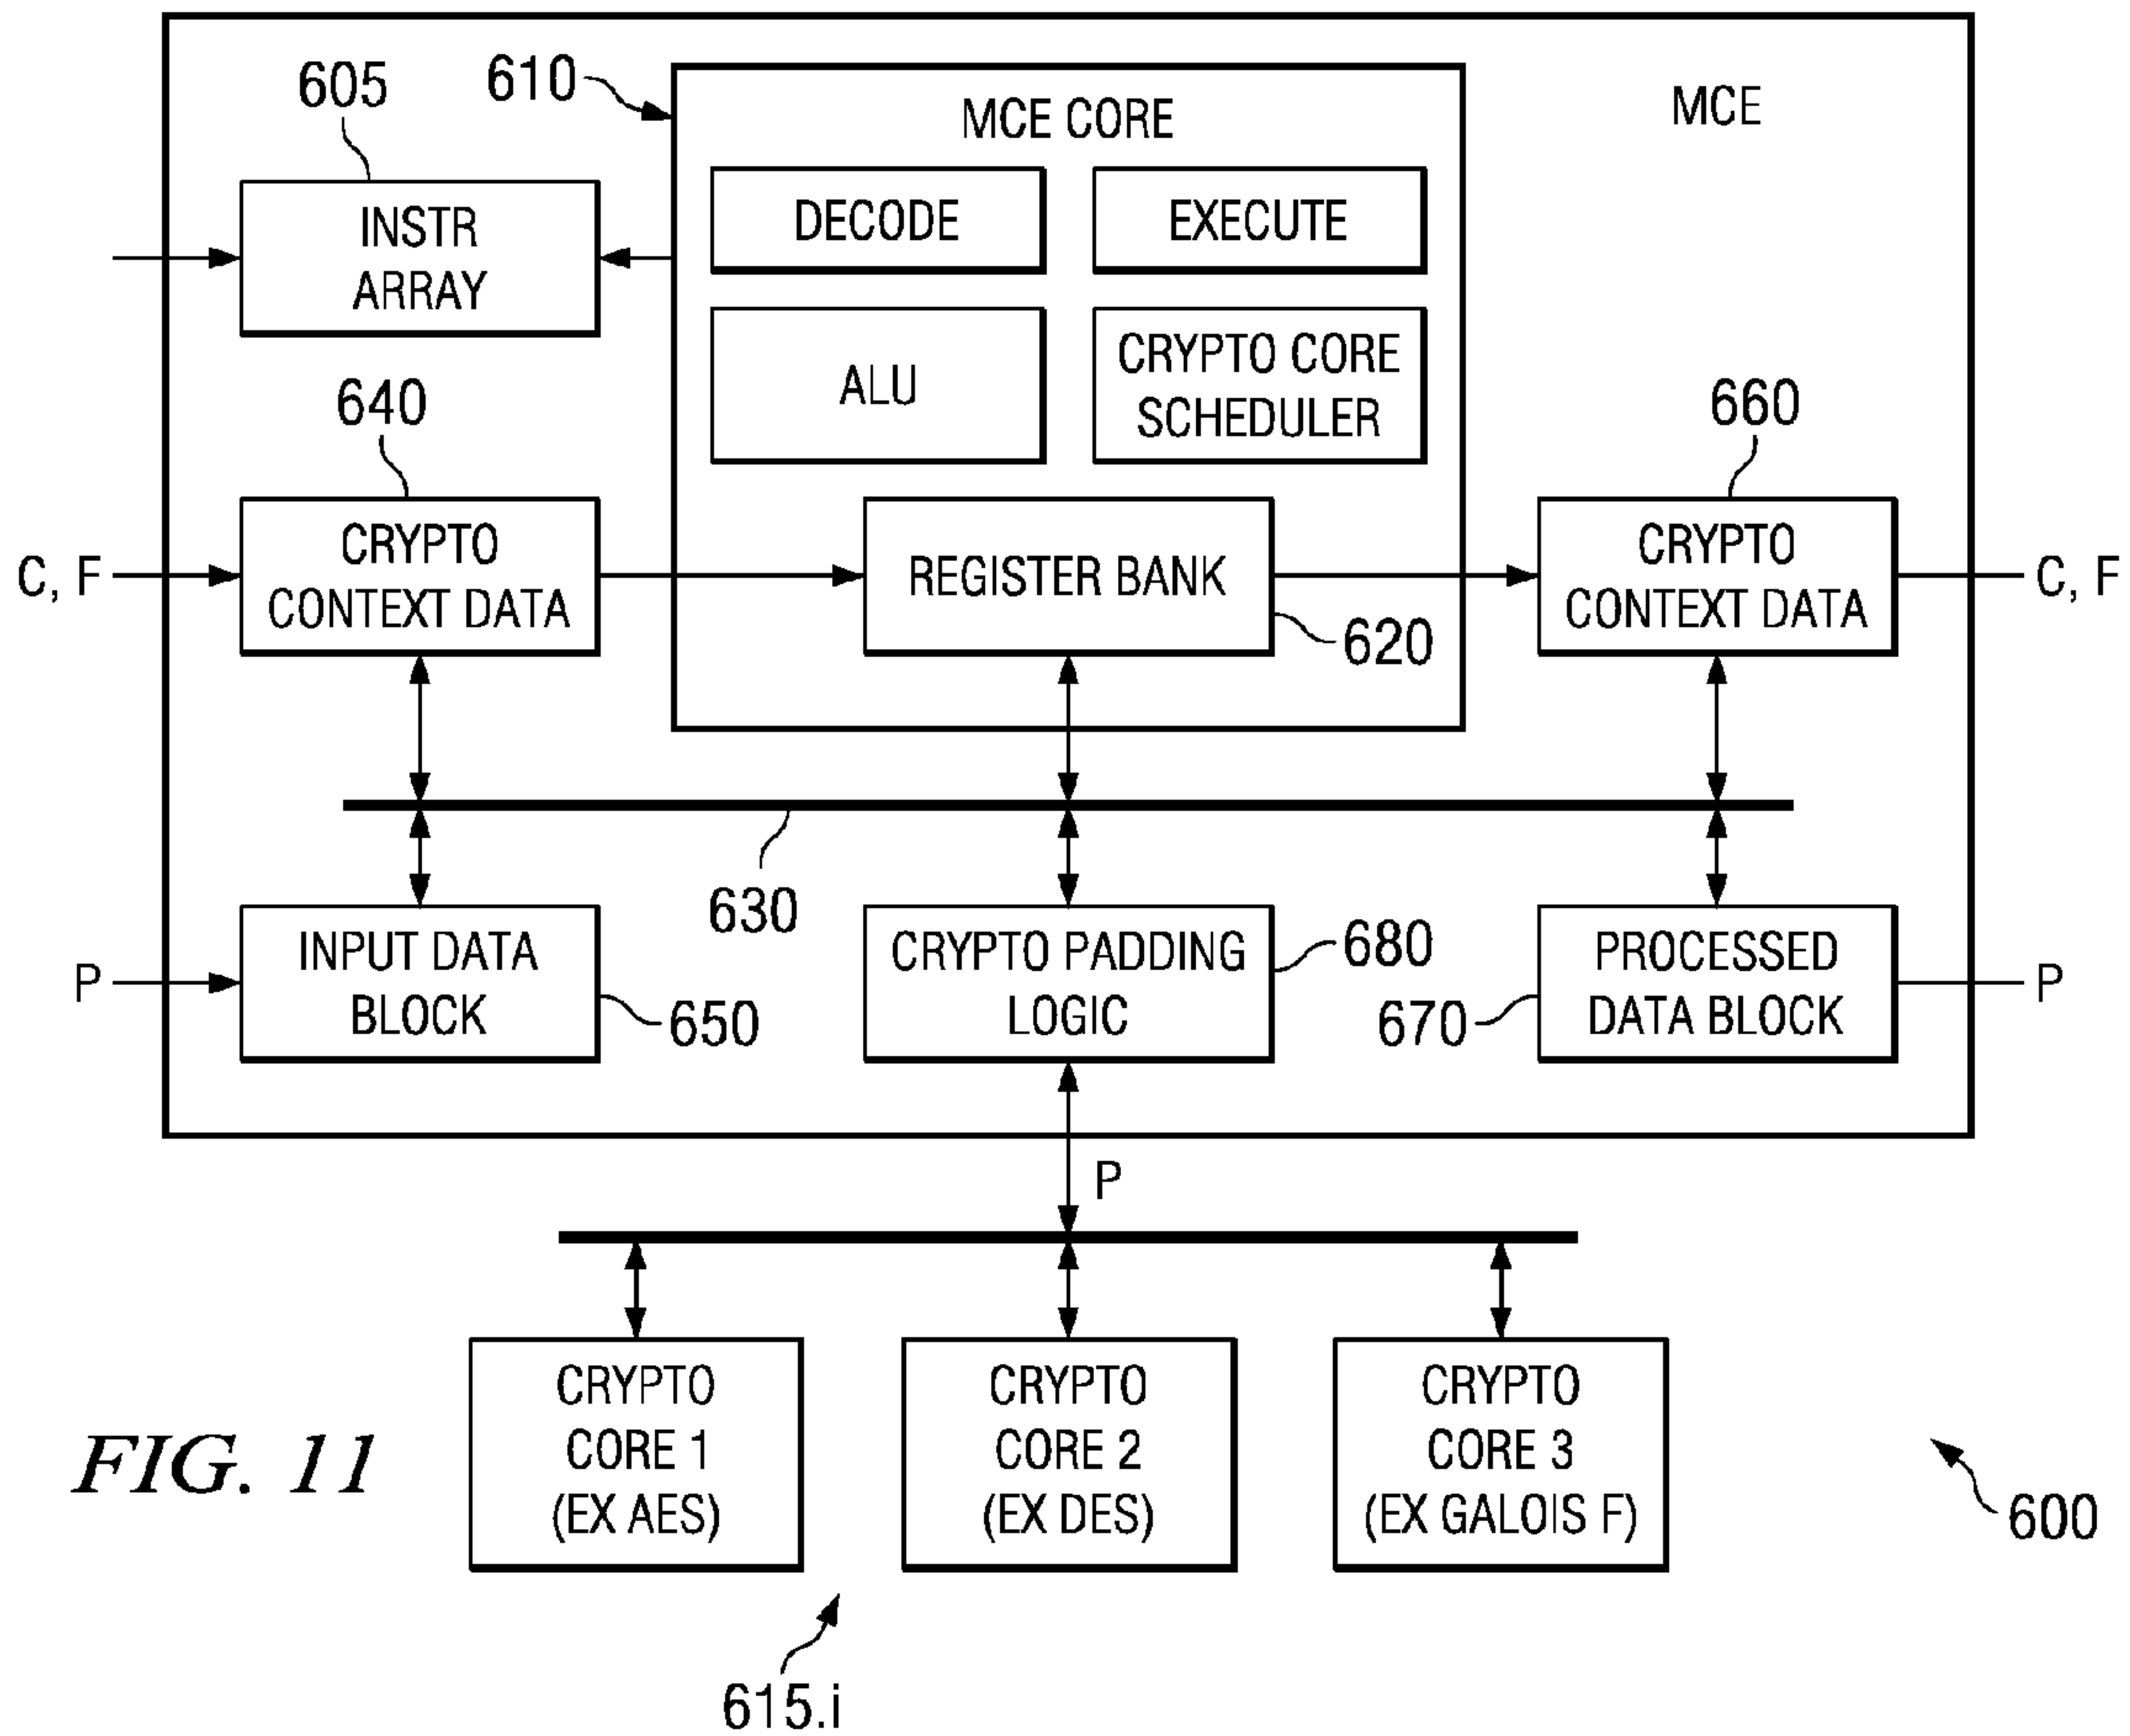 605
610
MCE CORE
MCE
INSTR
ARRAY
DECODE
EXECUTE
ALU
CRYPTO CORE
SCHEDULER
640
660
C, F
CRYPTO
CONTEXT DATA
REGISTER BANK
620
CRYPTO
CONTEXT DATA
C, F
630
P
INPUT DATA
BLOCK
650
CRYPTO PADDING
LOGIC
680
670
PROCESSED
DATA BLOCK
P
P
CRYPTO
CORE 1
(EX AES)
CRYPTO
CORE 2
(EX DES)
CRYPTO
CORE 3
(EX GALOIS F)
FIG. 11
600
615.i